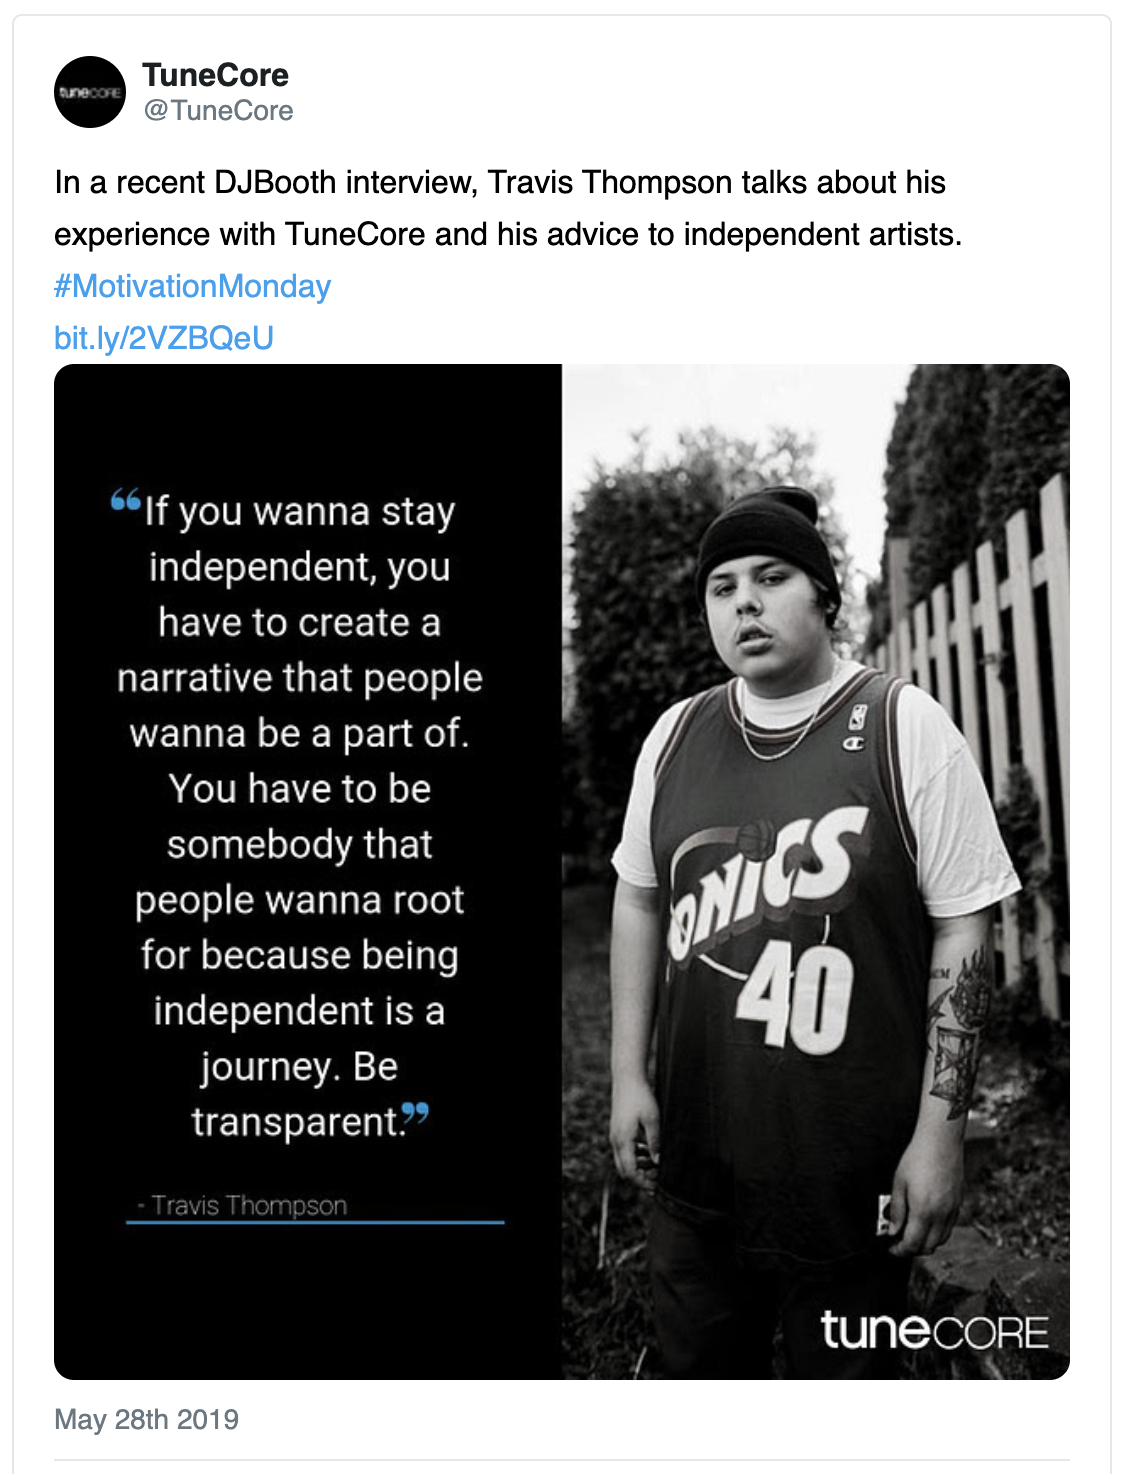 tunecore
TuneCore
@TuneCore
In a recent DJBooth interview, Travis Thompson talks about his
experience with TuneCore and his advice to independent artists.
#MotivationMonday
bit.ly/2VZBQeU
“If you wanna stay
independent, you
have to create a
narrative that people
wanna be a part of.
You have to be
somebody that
people wanna root
for because being
independent is a
journey. Be
transparent.”
- Travis Thompson
ONICS
40
tuneCORE
May 28th 2019